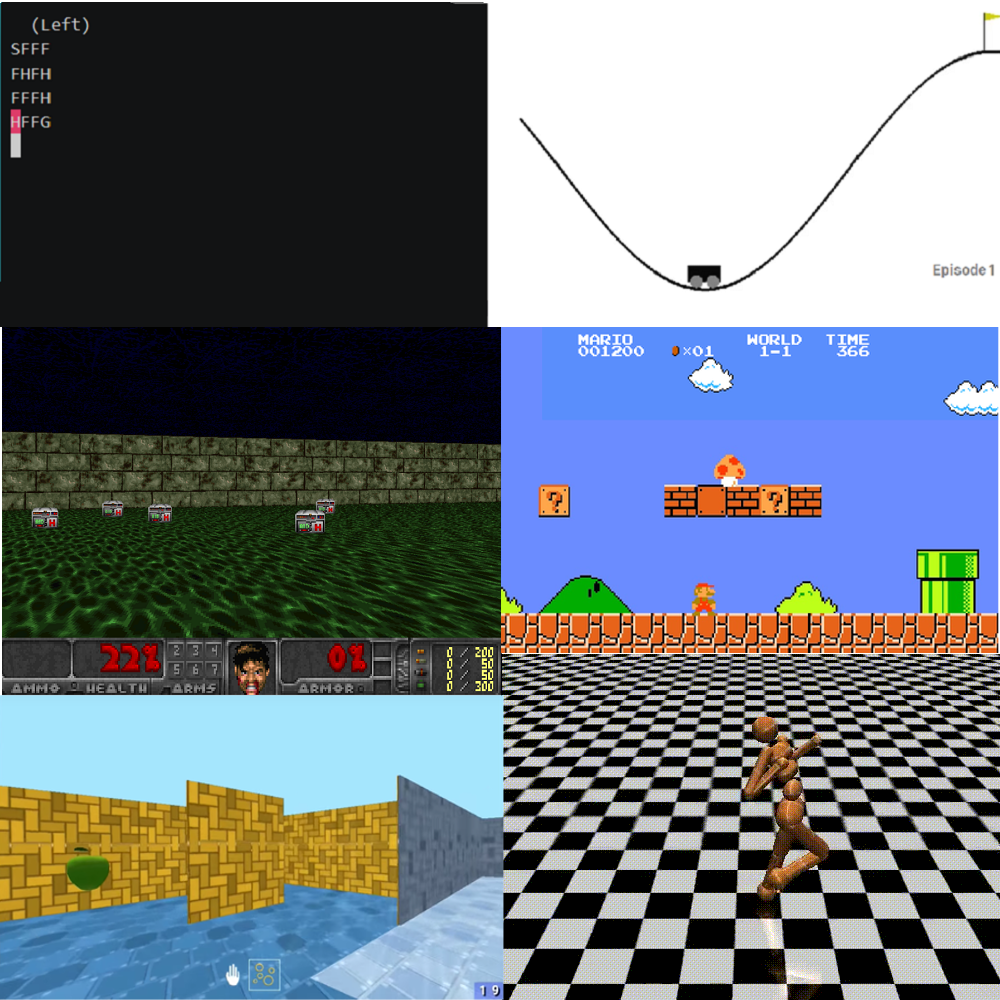 (Left)
SFFF
FHFH
FFFH
HFFG
Episode 1
MARIO WORLD TIME
001200 ×01 1-1 366
?
?
H
H
H
22% 2 3 4 0% 0 / 200
5 6 7 0 / 50
0 / 50
AMMO HEALTH ARMS ARMOR 0 / 300
19